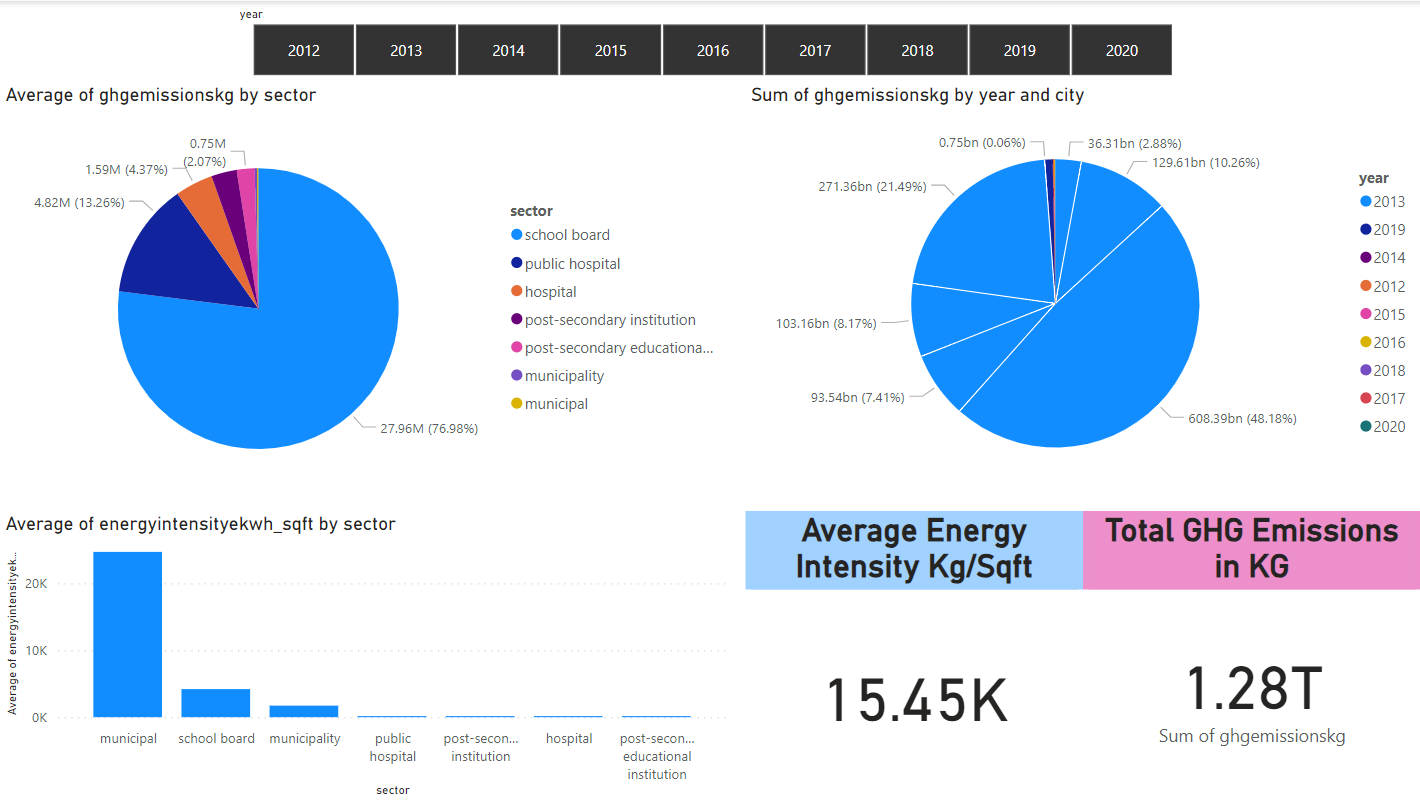 year
2012 2013 2014 2015 2016 2017 2018 2019 2020
Average of ghgemissionskg by sector
0.75M
(2.07%)
1.59M (4.37%)
4.82M (13.26%)
27.96M (76.98%)
sector
school board
public hospital
hospital
post-secondary institution
post-secondary educationa...
municipality
municipal
Sum of ghgemissionskg by year and city
0.75bn (0.06%)
36.31bn (2.88%)
129.61bn (10.26%)
271.36bn (21.49%)
103.16bn (8.17%)
93.54bn (7.41%)
608.39bn (48.18%)
year
2013
2019
2014
2012
2015
2016
2018
2017
2020
Average of energyintensityekwh_sqft by sector
Average of energyintensityek...
20K
10K
0K
municipal
school board
municipality
public
hospital
post-secon...
institution
hospital
post-secon...
educational
institution
sector
Average Energy
Intensity Kg/Sqft
15.45K
Total GHG Emissions
in KG
1.28T
Sum of ghgemissionskg